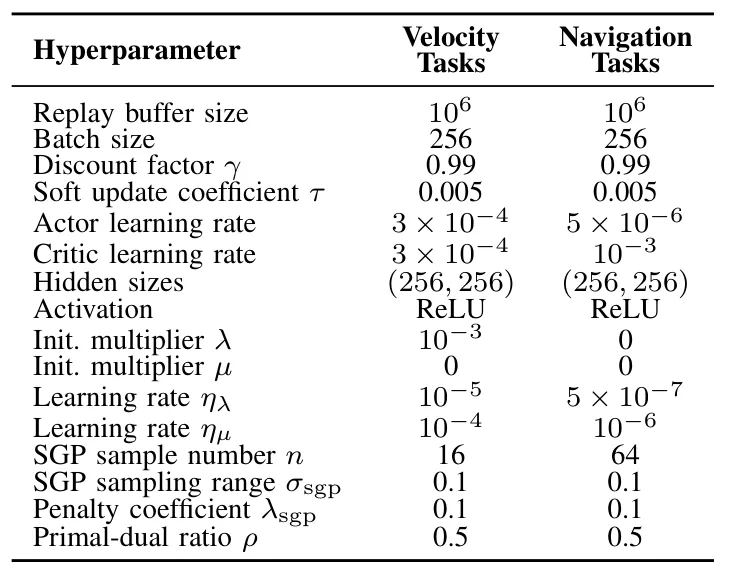 Hyperparameter Velocity Tasks Navigation Tasks
Replay buffer size 10^6 10^6
Batch size 256 256
Discount factor γ 0.99 0.99
Soft update coefficient τ 0.005 0.005
Actor learning rate 3 × 10^−4 5 × 10^−6
Critic learning rate 3 × 10^−4 10^−3
Hidden sizes (256, 256) (256, 256)
Activation ReLU ReLU
Init. multiplier λ 10^−3 0
Init. multiplier μ 0 0
Learning rate η_λ 10^−5 5 × 10^−7
Learning rate η_μ 10^−4 10^−6
SGP sample number n 16 64
SGP sampling range σ_sgp 0.1 0.1
Penalty coefficient λ_sgp 0.1 0.1
Primal-dual ratio ρ 0.5 0.5